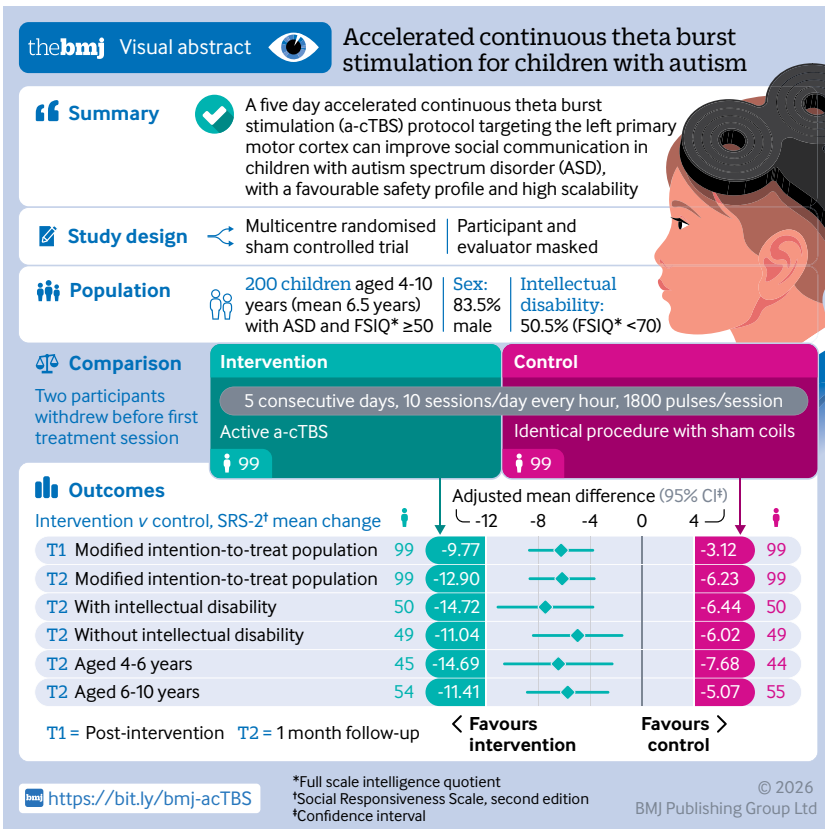 thebmj Visual abstract
Accelerated continuous theta burst
stimulation for children with autism
Summary
A five day accelerated continuous theta burst
stimulation (a-cTBS) protocol targeting the left primary
motor cortex can improve social communication in
children with autism spectrum disorder (ASD),
with a favourable safety profile and high scalability
Study design
Multicentre randomised
sham controlled trial
Participant and
evaluator masked
Population
200 children aged 4-10
years (mean 6.5 years)
with ASD and FSIQ* ≥50
Sex:
83.5%
male
Intellectual
disability:
50.5% (FSIQ* <70)
Comparison
Two participants
withdrew before first
treatment session
Intervention
Control
5 consecutive days, 10 sessions/day every hour, 1800 pulses/session
Active a-cTBS
Identical procedure with sham coils
99
99
Outcomes
Intervention v control, SRS-2† mean change
Adjusted mean difference (95% CI‡)
-12 -8 -4 0 4
T1 Modified intention-to-treat population 99 -9.77 -3.12 99
T2 Modified intention-to-treat population 99 -12.90 -6.23 99
T2 With intellectual disability 50 -14.72 -6.44 50
T2 Without intellectual disability 49 -11.04 -6.02 49
T2 Aged 4-6 years 45 -14.69 -7.68 44
T2 Aged 6-10 years 54 -11.41 -5.07 55
T1 = Post-intervention T2 = 1 month follow-up
< Favours
intervention
Favours >
control
bmj https://bit.ly/bmj-acTBS
*Full scale intelligence quotient
†Social Responsiveness Scale, second edition
‡Confidence interval
© 2026
BMJ Publishing Group Ltd